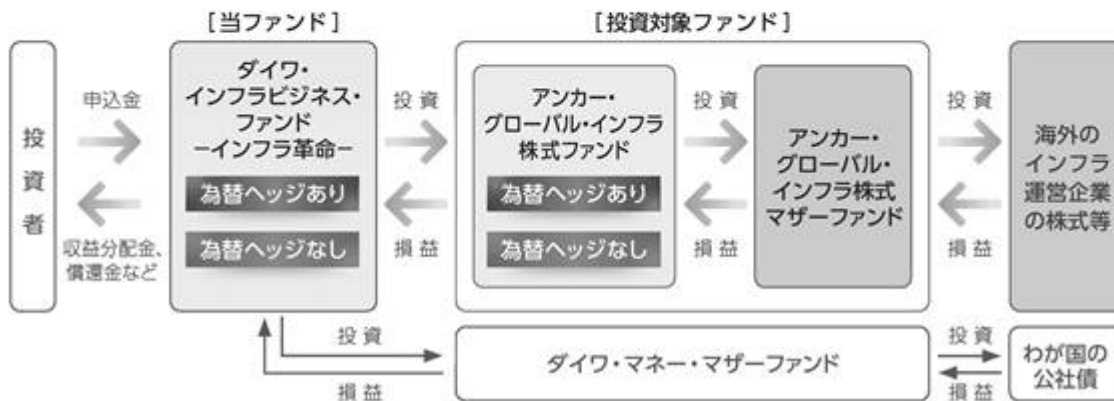 [当ファンド]
[投資対象ファンド]
投資者
申込金
収益分配金、
償還金など
ダイワ・
インフラビジネス・
ファンド
－インフラ革命－
為替ヘッジあり
為替ヘッジなし
投資
損益
アンカー・
グローバル・インフラ
株式ファンド
為替ヘッジあり
為替ヘッジなし
投資
損益
アンカー・
グローバル・
インフラ株式
マザーファンド
投資
損益
海外の
インフラ
運営企業
の株式等
投資
損益
ダイワ・マネー・マザーファンド
投資
損益
わが国の
公社債